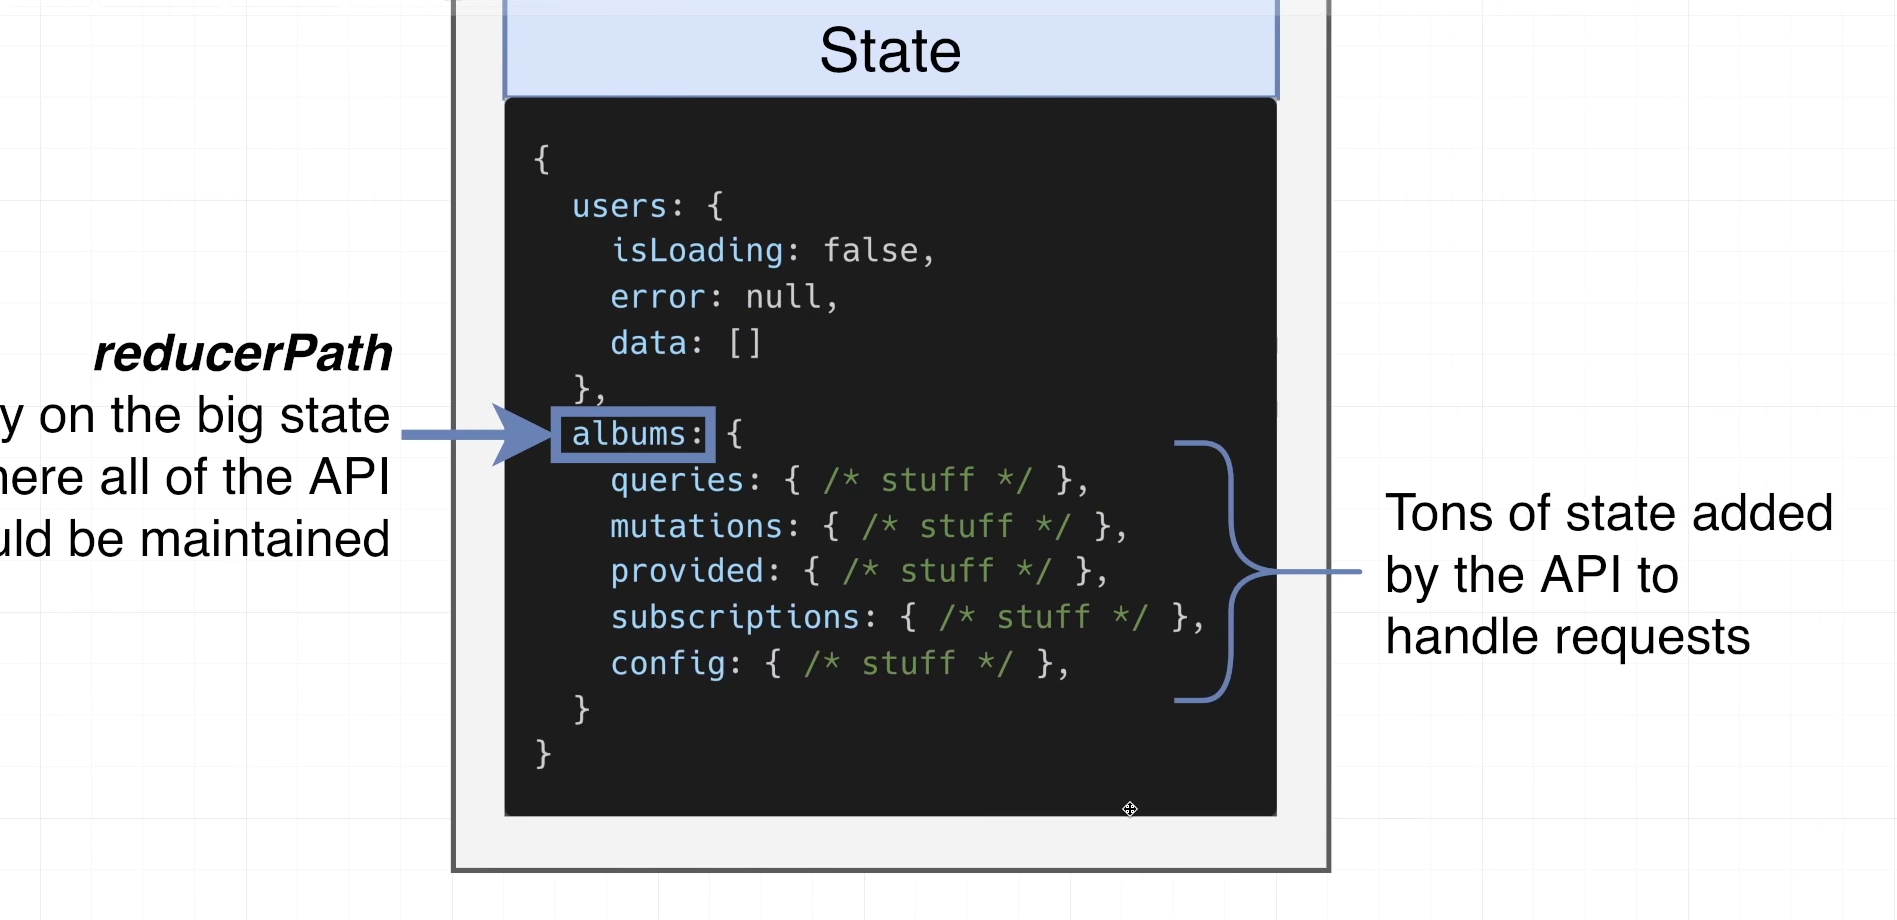 State
{
users: {
isLoading: false,
error: null,
data: []
},
albums: {
queries: { /* stuff */ },
mutations: { /* stuff */ },
provided: { /* stuff */ },
subscriptions: { /* stuff */ },
config: { /* stuff */ },
}
}
reducerPath
on the big state
all of the API
be maintained
Tons of state added
by the API to
handle requests